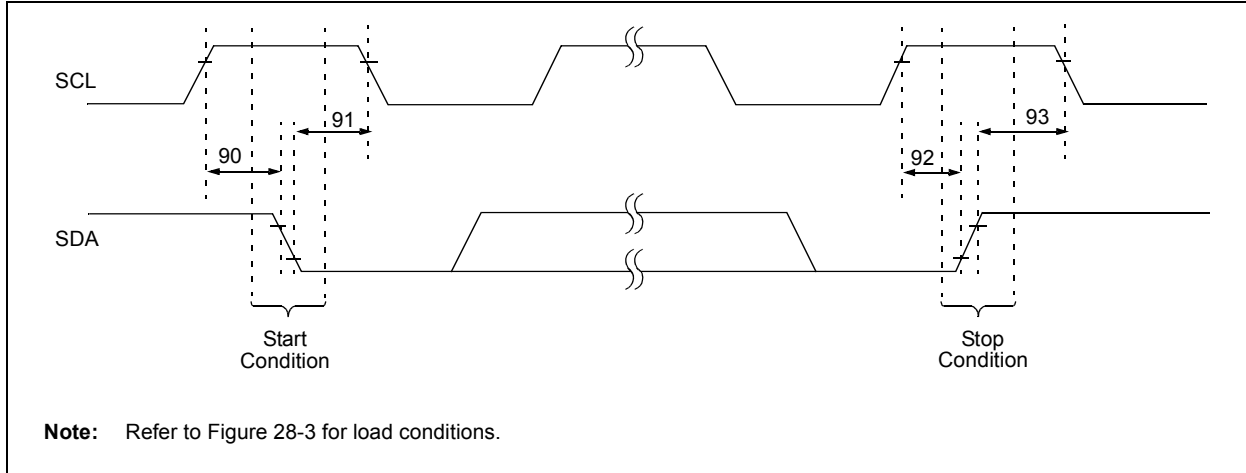 SCL
91
93
90
92
SDA
Start
Condition
Stop
Condition
Note: Refer to Figure 28-3 for load conditions.